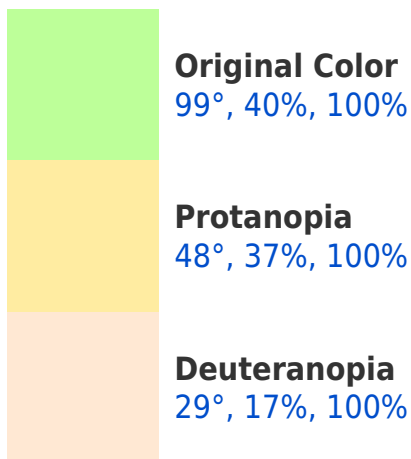 Original Color
99°, 40%, 100%
Protanopia
48°, 37%, 100%
Deuteranopia
29°, 17%, 100%